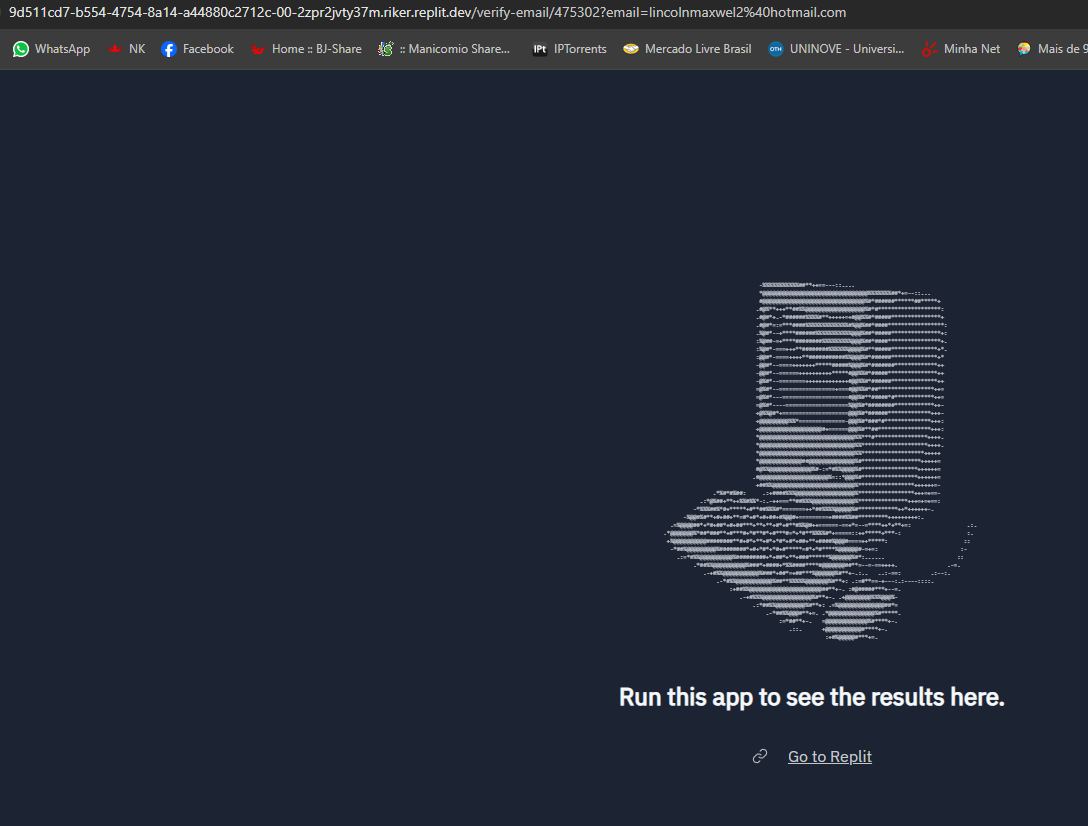 9d511cd7-b554-4754-8a14-a44880c2712c-00-2zpr2jvty37m.riker.replit.dev/verify-email/475302?email=lincolnmaxwel2%40hotmail.com
WhatsApp NK Facebook Home :: BJ-Share :: Manicomio Share... IPt IPTorrents Mercado Livre Brasil OTH UNINOVE - Universi... Minha Net Mais de 9
Run this app to see the results here.
Go to Replit